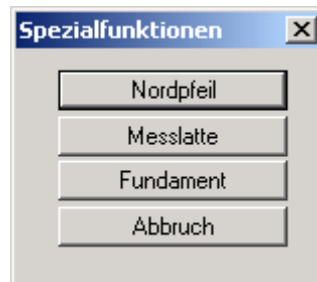 Spezialfunktionen
Nordpfeil
Messlatte
Fundament
Abbruch